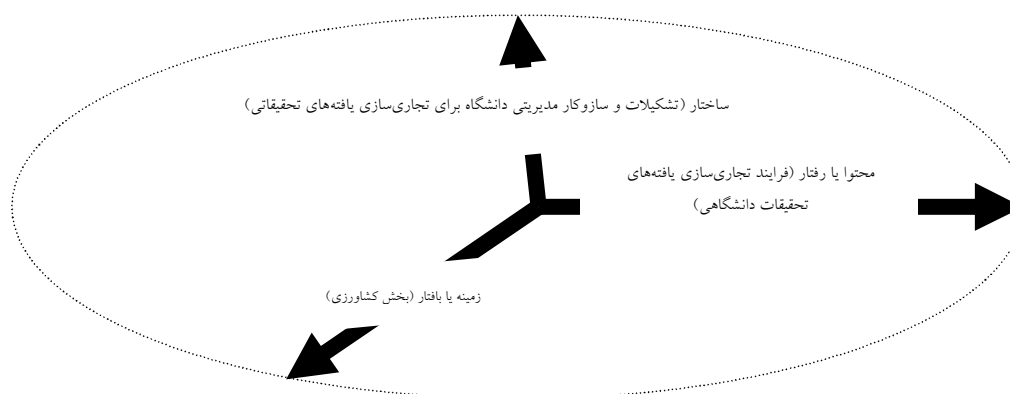 ساختار (تشکیلات و سازوکار مدیریتی دانشگاه برای تجاری‌سازی یافته‌های تحقیقاتی)
محتوا یا رفتار (فرایند تجاری‌سازی یافته‌های
تحقیقات دانشگاهی)
زمینه یا بافتار (بخش کشاورزی)